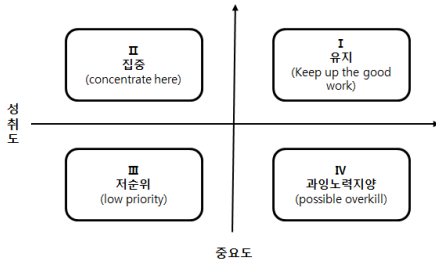 Ⅱ
집중
(concentrate here)
Ⅰ
유지
(Keep up the good
work)
성
취
도
Ⅲ
저순위
(low priority)
Ⅳ
과잉노력지양
(possible overkill)
중요도